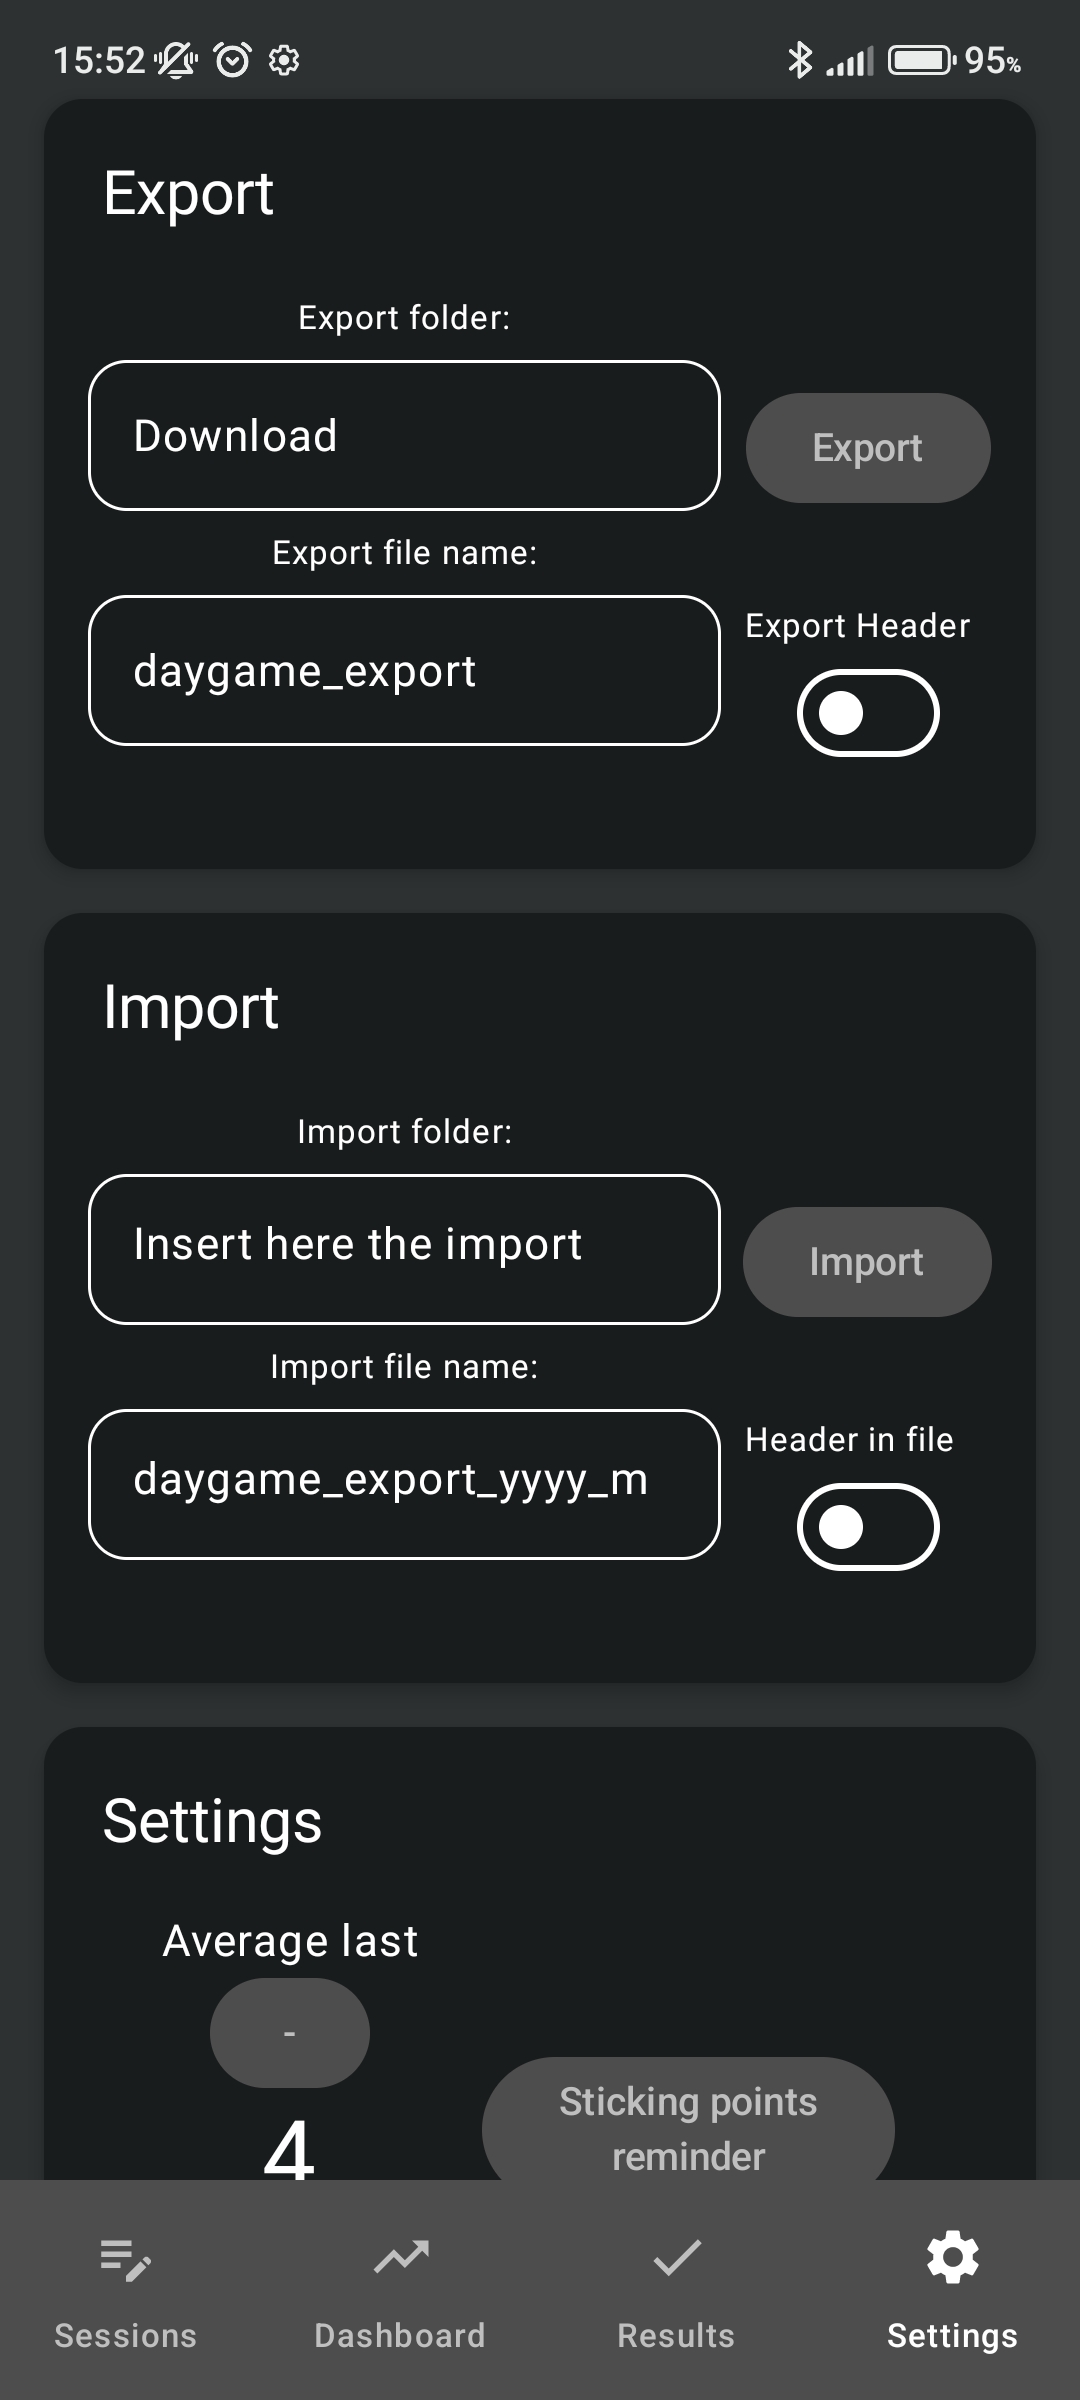 15:52 95%
Export
Export folder:
Download
Export
Export file name:
daygame_export
Export Header
Import
Import folder:
Insert here the import
Import
Import file name:
daygame_export_yyyy_m
Header in file
Settings
Average last
-
4
Sticking points
reminder
Sessions Dashboard Results Settings